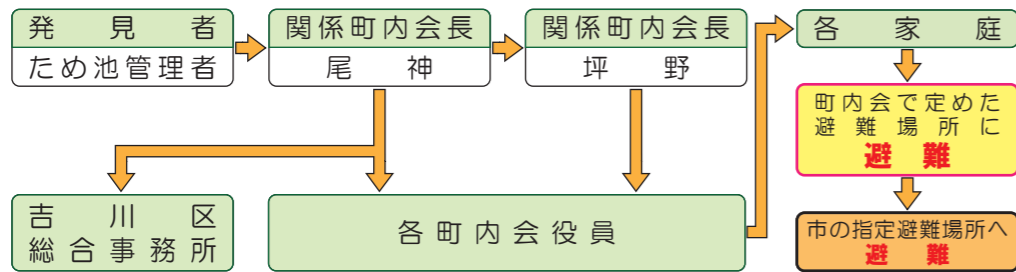 発見者
ため池管理者
関係町内会長
尾神
関係町内会長
坪野
各家庭
町内会で定めた
避難場所に
避難
吉川区
総合事務所
各町内会役員
市の指定避難場所へ
避難